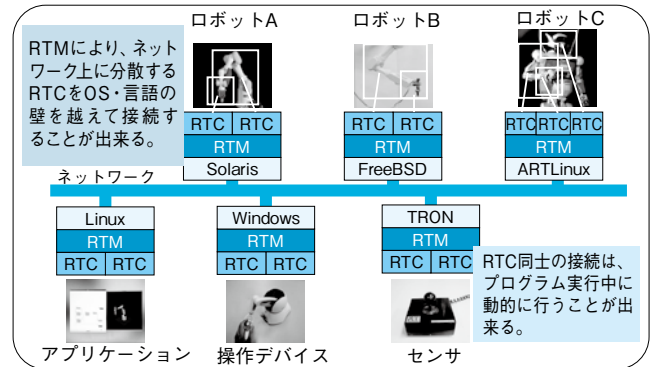 ロボットA
ロボットB
ロボットC
RTMにより、ネット
ワーク上に分散する
RTCをOS・言語の
壁を越えて接続す
ることが出来る。
RTC RTC
RTM
Solaris
RTC RTC
RTM
FreeBSD
RTC RTC RTC
RTM
ARTLinux
ネットワーク
Linux
RTM
RTC RTC
アプリケーション
Windows
RTM
RTC RTC
操作デバイス
TRON
RTM
RTC RTC
センサ
RTC同士の接続は、
プログラム実行中に
動的に行うことが出
来る。